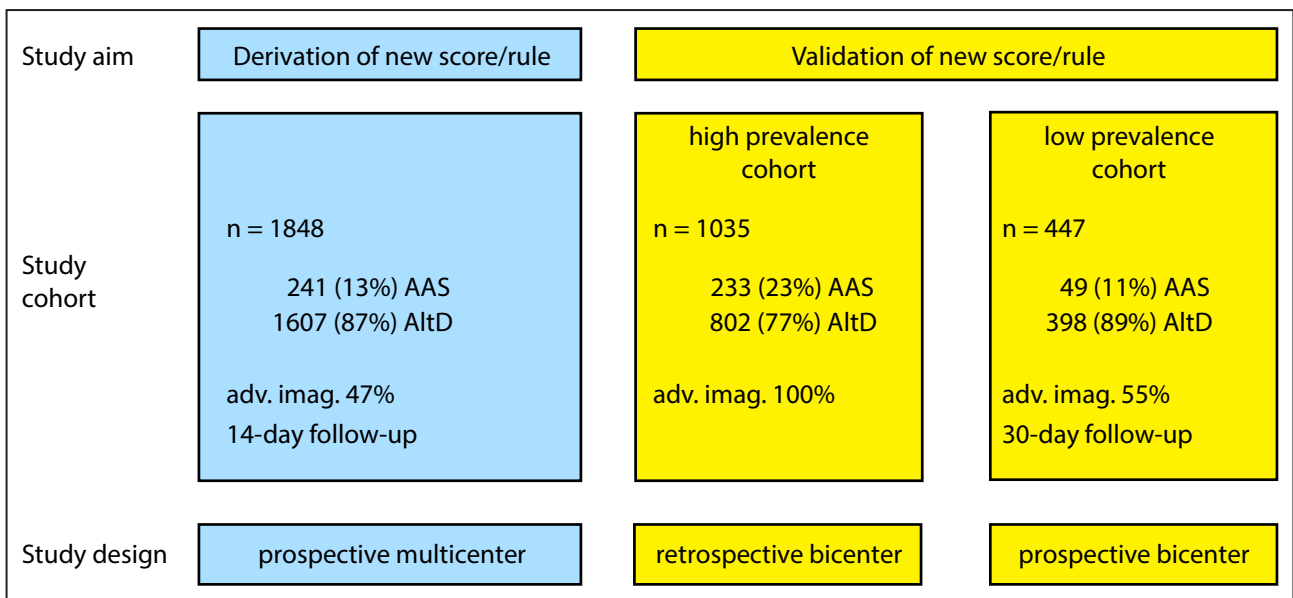 Study aim
Derivation of new score/rule
Validation of new score/rule
Study
cohort
n = 1848
241 (13%) AAS
1607 (87%) AltD
adv. imag. 47%
14-day follow-up
high prevalence
cohort
n = 1035
233 (23%) AAS
802 (77%) AltD
adv. imag. 100%
low prevalence
cohort
n = 447
49 (11%) AAS
398 (89%) AltD
adv. imag. 55%
30-day follow-up
Study design
prospective multicenter
retrospective bicenter
prospective bicenter